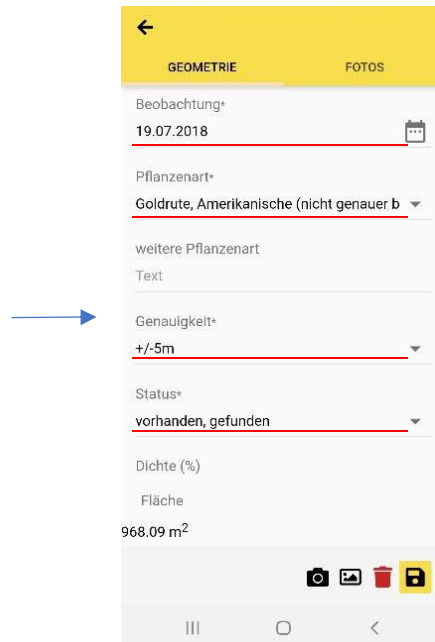 GEOMETRIE FOTOS
Beobachtung*
19.07.2018
Pflanzenart*
Goldrute, Amerikanische (nicht genauer b
weitere Pflanzenart
Text
Genauigkeit*
+/-5m
Status*
vorhanden, gefunden
Dichte (%)
Fläche
968.09 m²